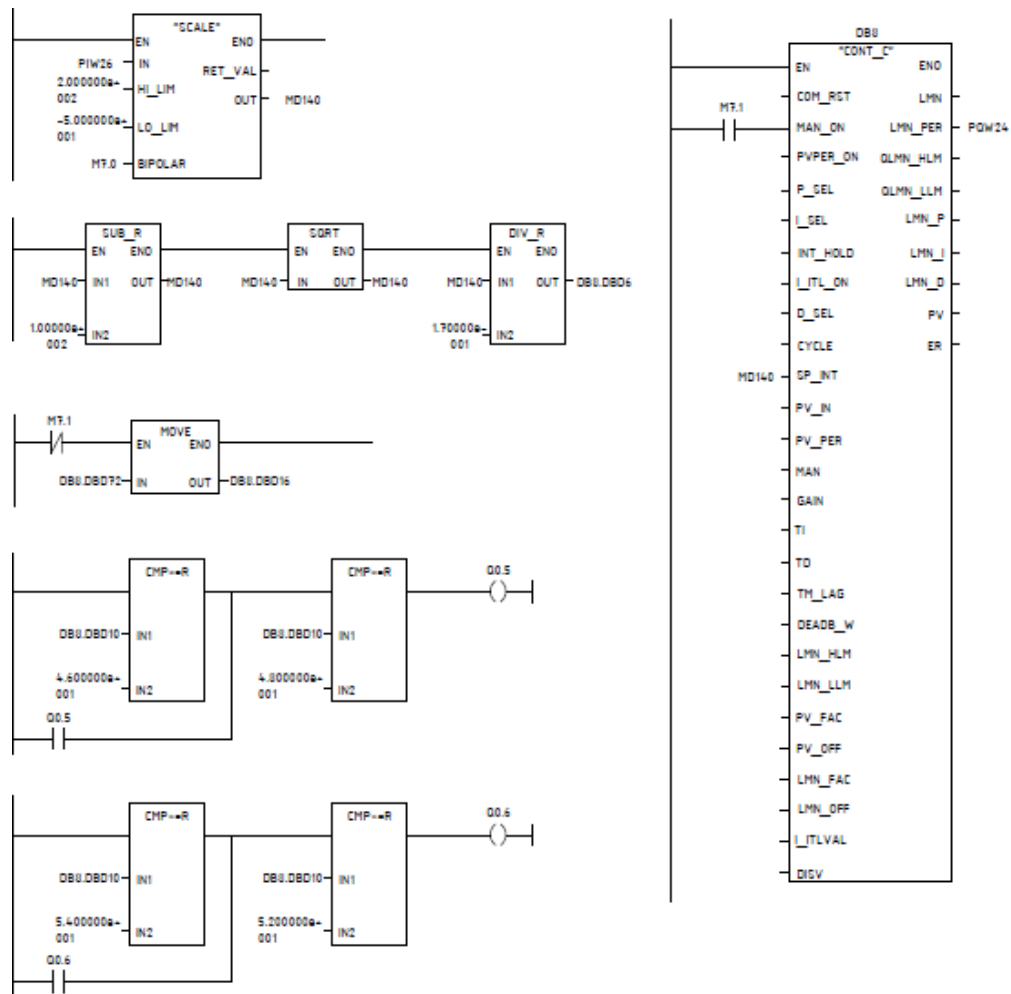 "SCALE"
EN ENO
PIW26 IN
RET_VAL
2.000000e+
002
HI_LIM
OUT MD140
-5.000000e+
001
LO_LIM
M7.0 BIPOLAR
SUB_R
EN ENO
MD140 IN1 OUT MD140
1.00000e+
002
IN2
SQRT
EN ENO
MD140 IN OUT MD140
DIV_R
EN ENO
MD140 IN1 OUT DB8.DBD6
1.70000e+
001
IN2
M7.1
MOVE
EN ENO
DB8.DBD72 IN OUT DB8.DBD16
CMP--R
DB8.DBD10 IN1
4.600000e+
001
IN2
Q0.5
CMP--R
DB8.DBD10 IN1
4.800000e+
001
IN2
Q0.5
CMP--R
DB8.DBD10 IN1
5.400000e+
001
IN2
Q0.6
CMP--R
DB8.DBD10 IN1
5.200000e+
001
IN2
Q0.6
DB8
"CONT_C"
EN ENO
COM_RST LMN
M7.1
MAN_ON LMN_PER PQW24
PVPER_ON QLMN_HLM
P_SEL QLMN_LLM
I_SEL LMN_P
INT_HOLD LMN_I
I_ITL_ON LMN_D
D_SEL PV
CYCLE ER
MD140 SP_INT
PV_IN
PV_PER
MAN
GAIN
TI
TD
TM_LAG
DEADB_W
LMN_HLM
LMN_LLM
PV_FAC
PV_OFF
LMN_FAC
LMN_OFF
I_ITLVAL
DISV